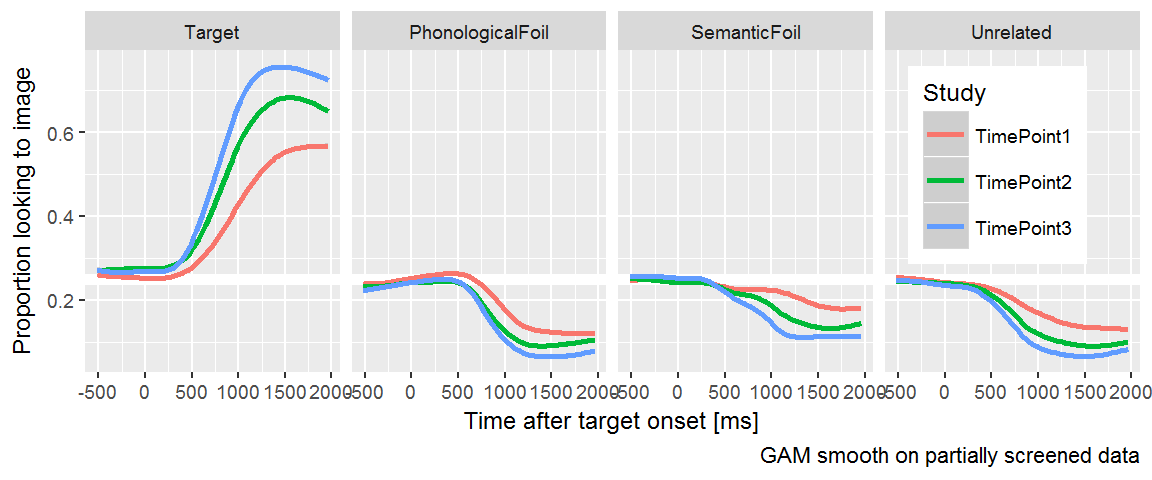 Target PhonologicalFoil SemanticFoil Unrelated
Proportion looking to image
0.6
0.4
0.2
Study
TimePoint1
TimePoint2
TimePoint3
-500 0 500 1000 1500 2000 -500 0 500 1000 1500 2000 -500 0 500 1000 1500 2000 -500 0 500 1000 1500 2000
Time after target onset [ms]
GAM smooth on partially screened data